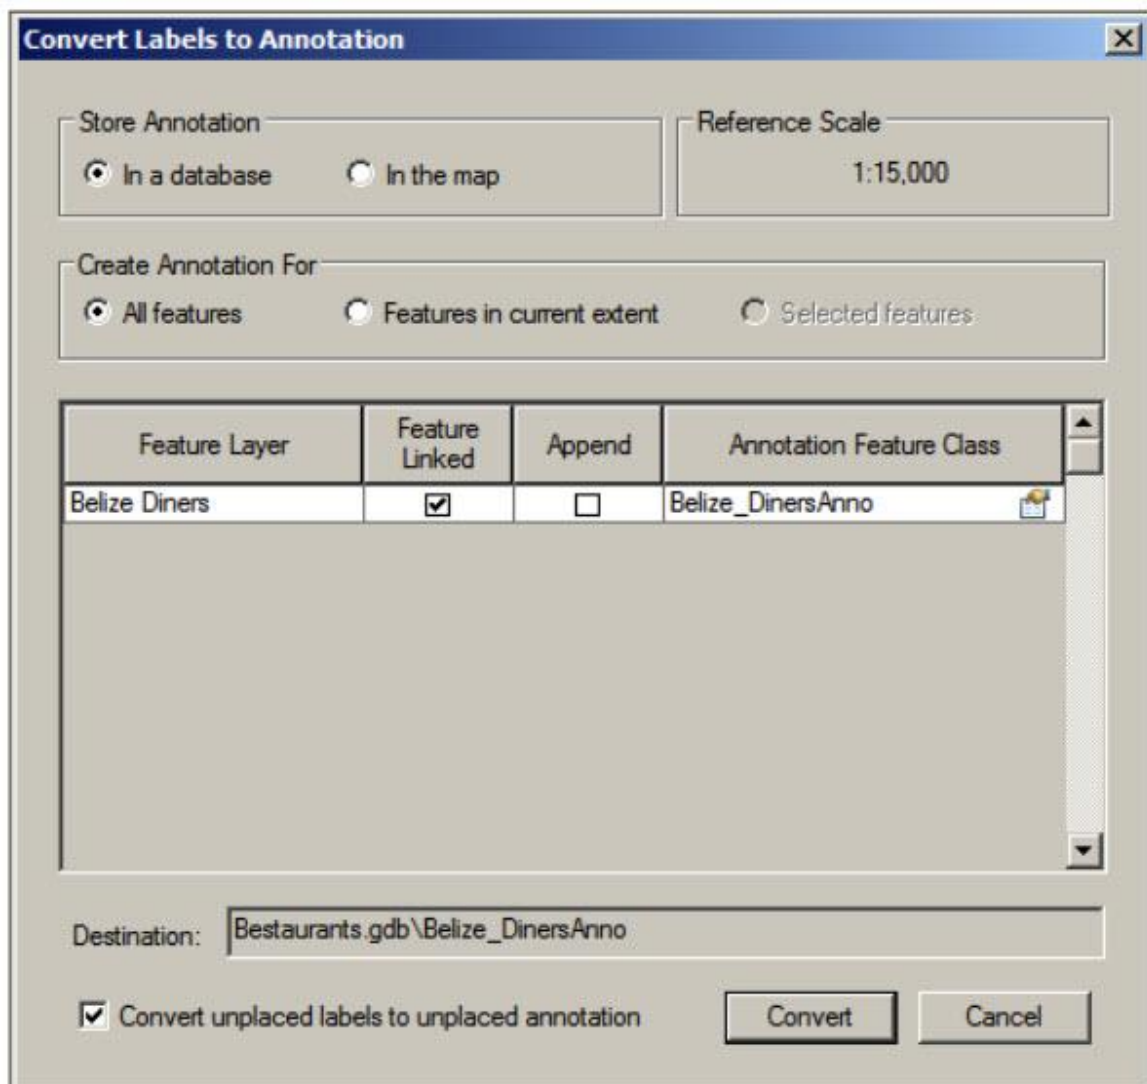 Convert Labels to Annotation
Store Annotation
In a database
In the map
Reference Scale
1:15,000
Create Annotation For
All features
Features in current extent
Selected features
Feature Layer
Feature
Linked
Append
Annotation Feature Class
Belize Diners
Belize_DinersAnno
Destination:
Bestaurants.gdb\Belize_DinersAnno
Convert unplaced labels to unplaced annotation
Convert
Cancel